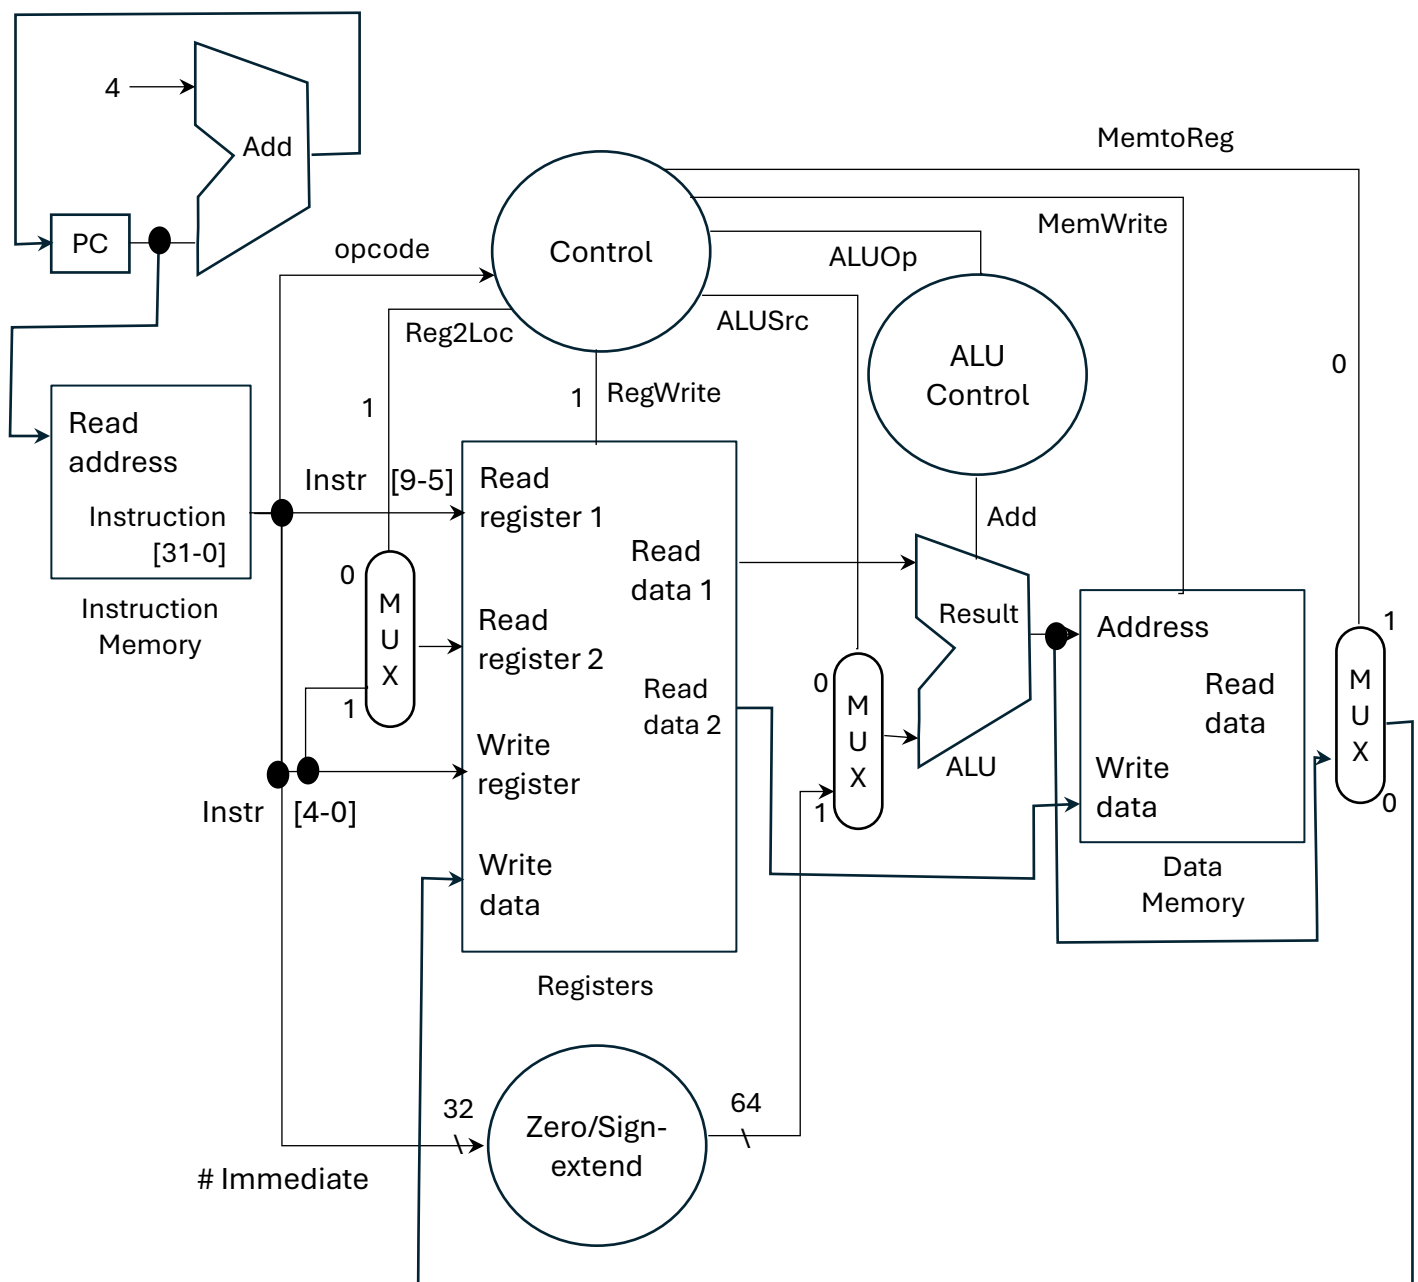 4
Add
MemtoReg
PC
MemWrite
opcode
Control
ALUOp
Reg2Loc
ALUSrc
ALU
Control
0
1
1
RegWrite
Read
address
Instr [9-5]
Read
register 1
Instruction
[31-0]
Add
Read
data 1
0
M
U
X
1
Instruction
Memory
Read
register 2
Result
Address
1
M
U
X
0
Read
data 2
0
M
U
X
1
Read
data
Write
register
ALU
Write
data
Instr [4-0]
Write
data
Data
Memory
Registers
32
64
Zero/Sign-
extend
# Immediate